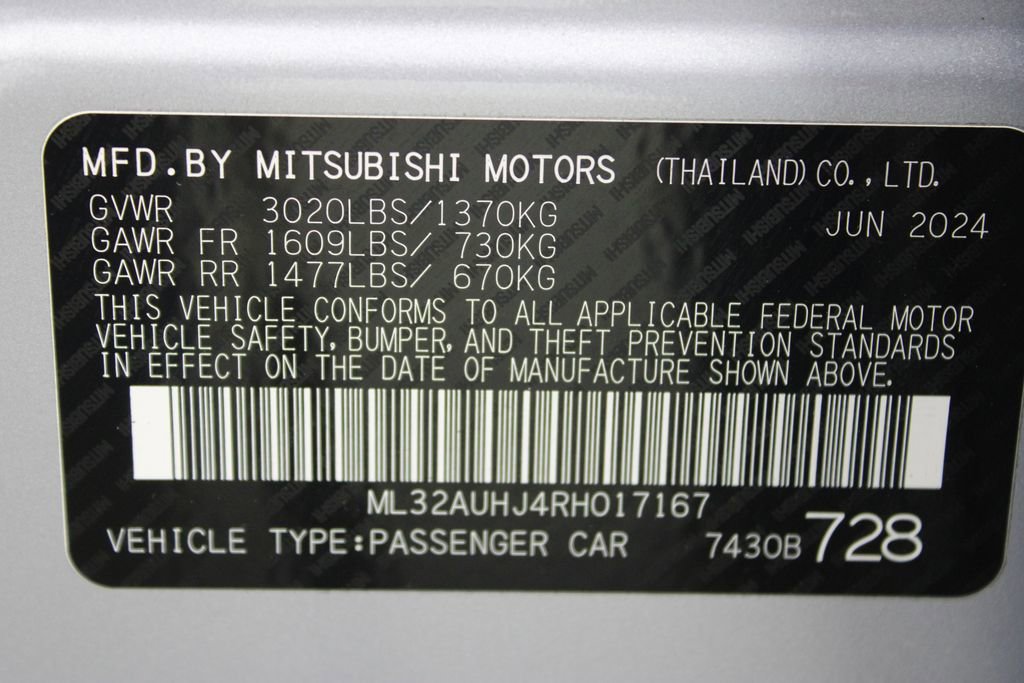 MFD.BY MITSUBISHI MOTORS (THAILAND) CO.,LTD.
GVWR 3020LBS/1370KG JUN 2024
GAWR FR 1609LBS/ 730KG
GAWR RR 1477LBS/ 670KG
THIS VEHICLE CONFORMS TO ALL APPLICABLE FEDERAL MOTOR
VEHICLE SAFETY, BUMPER, AND THEFT PREVENTION STANDARDS
IN EFFECT ON THE DATE OF MANUFACTURE SHOWN ABOVE.
ML32AUHJ4RH017167
VEHICLE TYPE:PASSENGER CAR 7430B 728